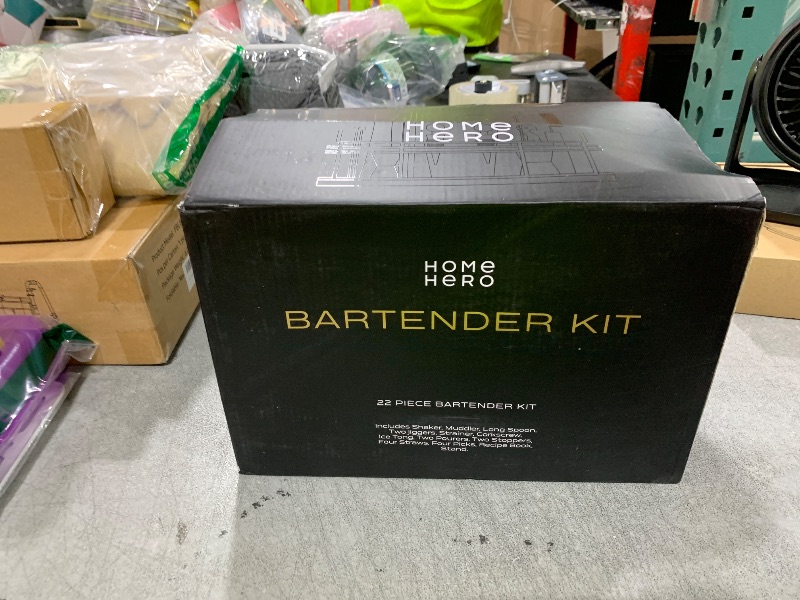 HOME
HERO
HOME
HERO
BARTENDER KIT
22 PIECE BARTENDER KIT
Includes Shaker, Muddler, Long Spoon,
Two Jiggers, Strainer, Corkscrew,
Ice Tong, Two Pourers, Two Stoppers,
Four Straws, Four Picks, Recipe Book,
Stand.